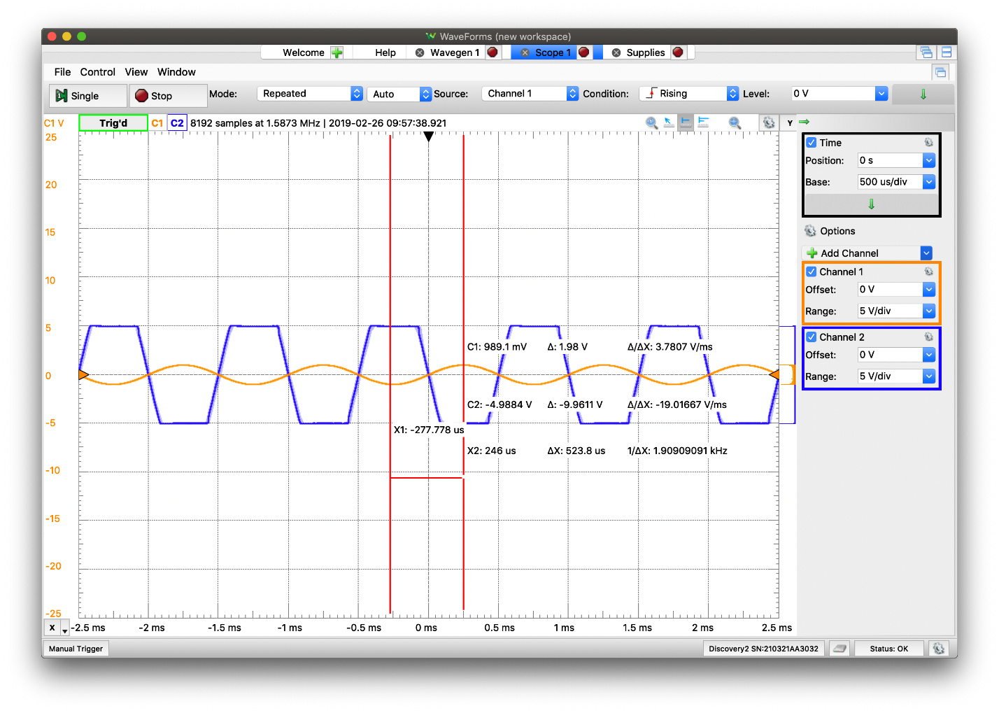 WaveForms (new workspace)
Welcome Help Wavegen 1 Scope 1 Supplies
File Control View Window
Single Stop Mode: Repeated Auto Source: Channel 1 Condition: Rising Level: 0 V
C1 V Trig'd C1 C2 8192 samples at 1.5873 MHz | 2019-02-26 09:57:38.921 Y
25
20
15
10
5
0
-5
-10
-15
-20
-25
C1: 989.1 mV Δ: 1.98 V Δ/ΔX: 3.7807 V/ms
C2: -4.9884 V Δ: -9.9611 V Δ/ΔX: -19.01667 V/ms
X1: -277.778 us
X2: 246 us ΔX: 523.8 us 1/ΔX: 1.90909091 kHz
X -2.5 ms -2 ms -1.5 ms -1 ms -0.5 ms 0 ms 0.5 ms 1 ms 1.5 ms 2 ms 2.5 ms
Time
Position: 0 s
Base: 500 us/div
Options
Add Channel
Channel 1
Offset: 0 V
Range: 5 V/div
Channel 2
Offset: 0 V
Range: 5 V/div
Manual Trigger Discovery2 SN:210321AA3032 Status: OK